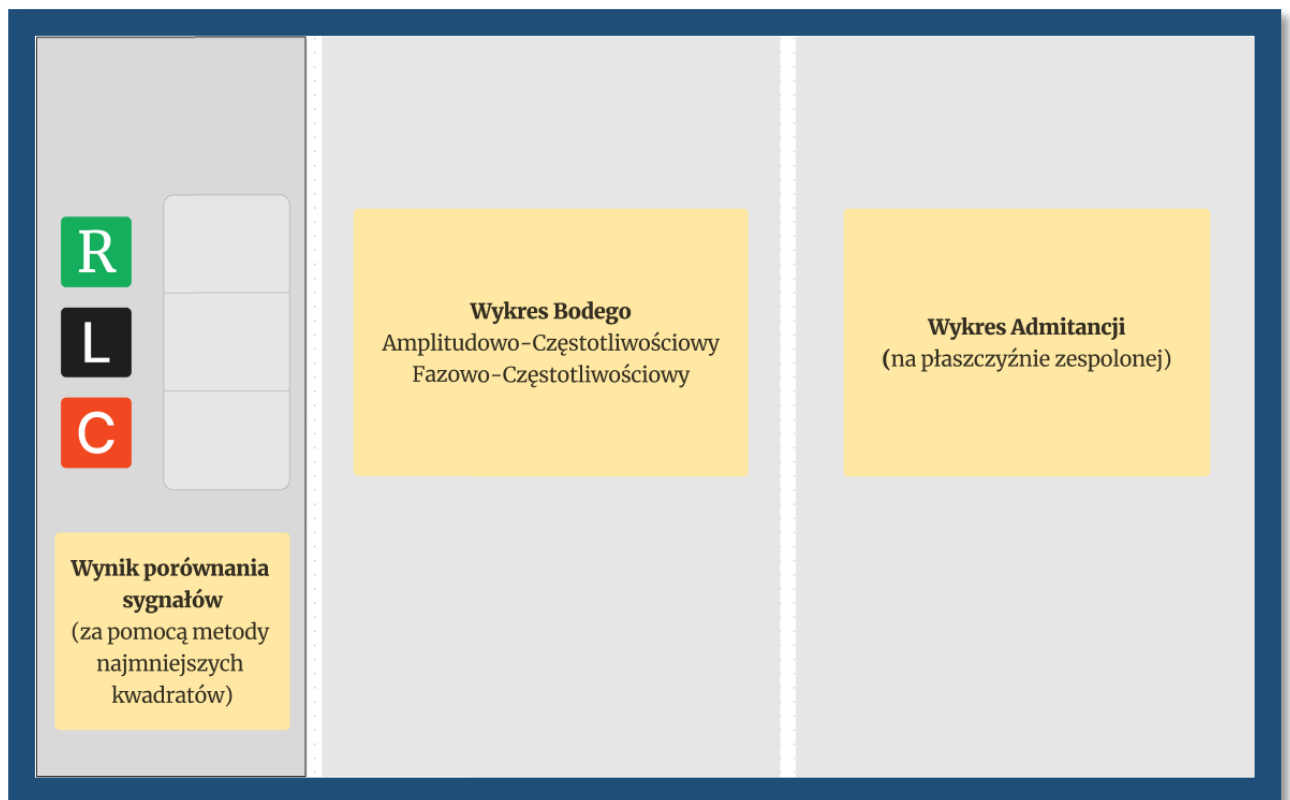 R
L
C
Wynik porównania
sygnałów
(za pomocą metody
najmniejszych
kwadratów)
Wykres Bodego
Amplitudowo-Częstotliwościowy
Fazowo-Częstotliwościowy
Wykres Admitancji
(na płaszczyźnie zespolonej)